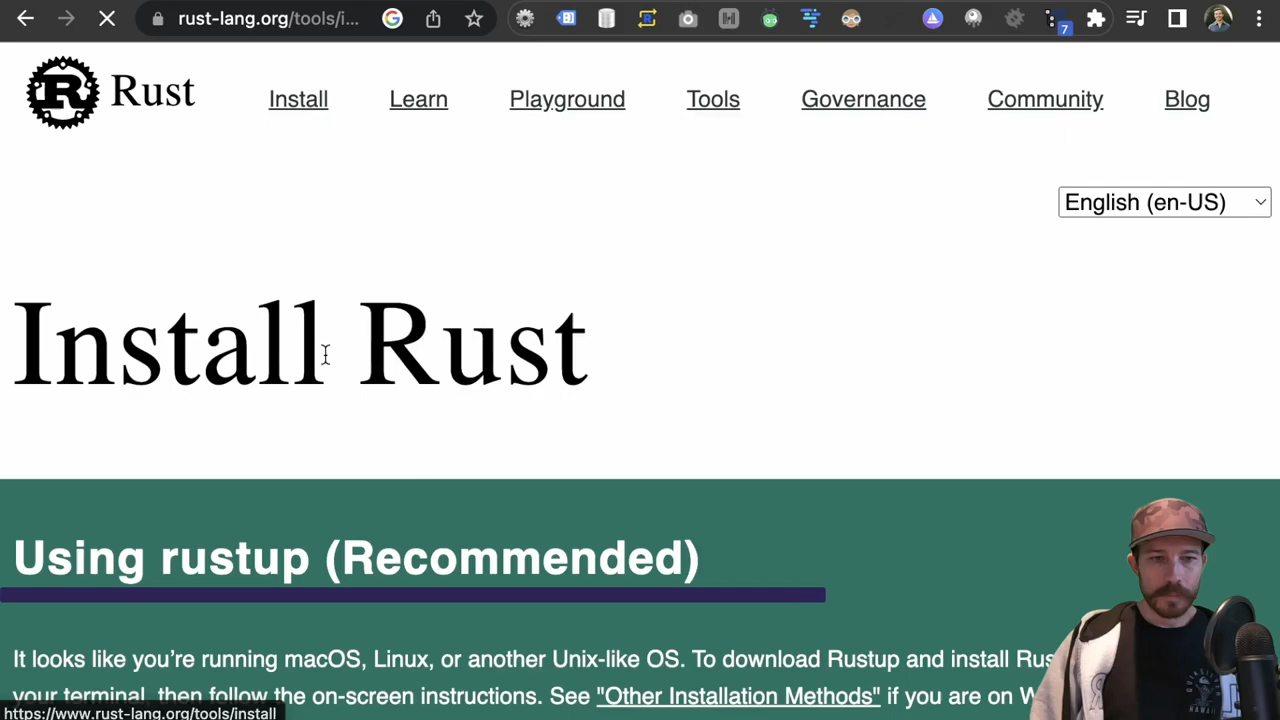 rust-lang.org/tools/i...
7
Rust
Install
Learn
Playground
Tools
Governance
Community
Blog
English (en-US)
Install Rust
Using rustup (Recommended)
It looks like you’re running macOS, Linux, or another Unix-like OS. To download Rustup and install Rus
your terminal, then follow the on-screen instructions. See "Other Installation Methods" if you are on W
https://www.rust-lang.org/tools/install